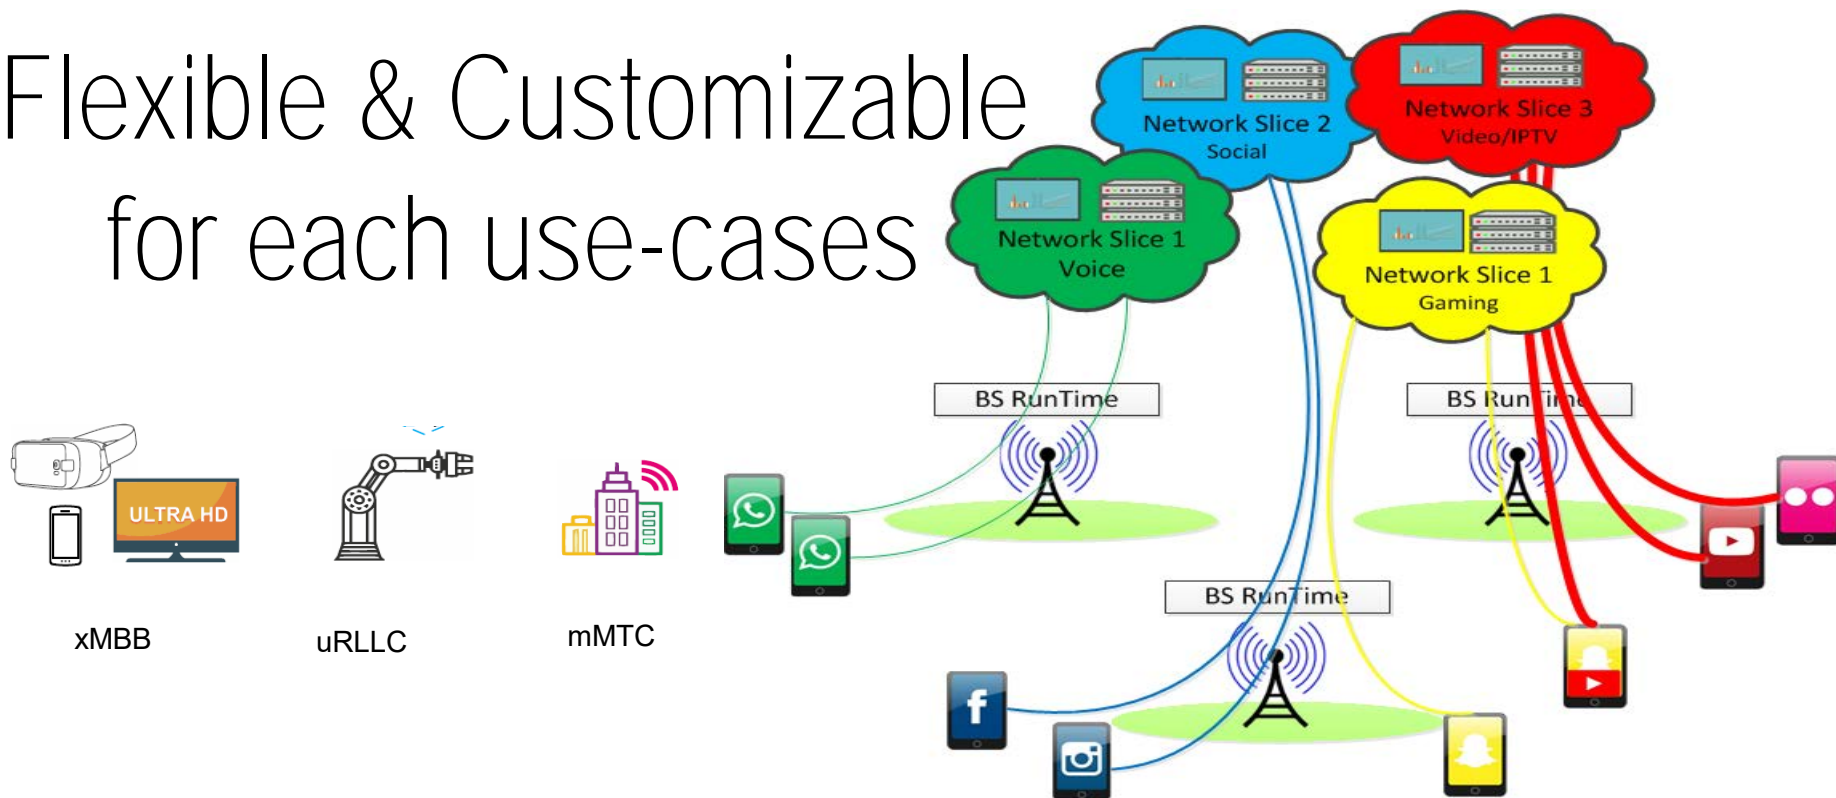 Flexible & Customizable
for each use-cases
Network Slice 2
Social
Network Slice 3
Video/IPTV
Network Slice 1
Voice
Network Slice 1
Gaming
BS RunTime
BS RunTime
ULTRA HD
BS RunTime
xMBB
uRLLC
mMTC
f